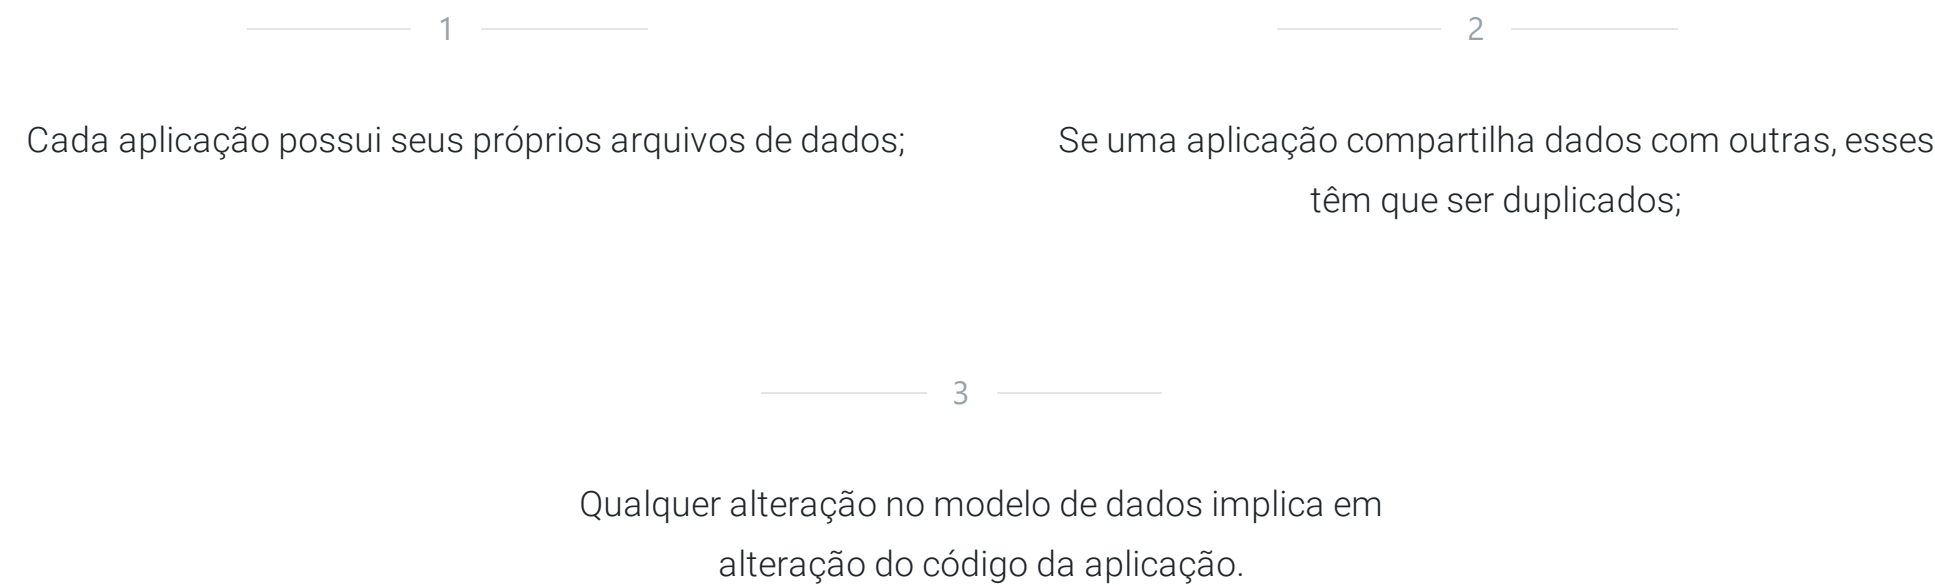 1
Cada aplicação possui seus próprios arquivos de dados;
2
Se uma aplicação compartilha dados com outras, esses
têm que ser duplicados;
3
Qualquer alteração no modelo de dados implica em
alteração do código da aplicação.